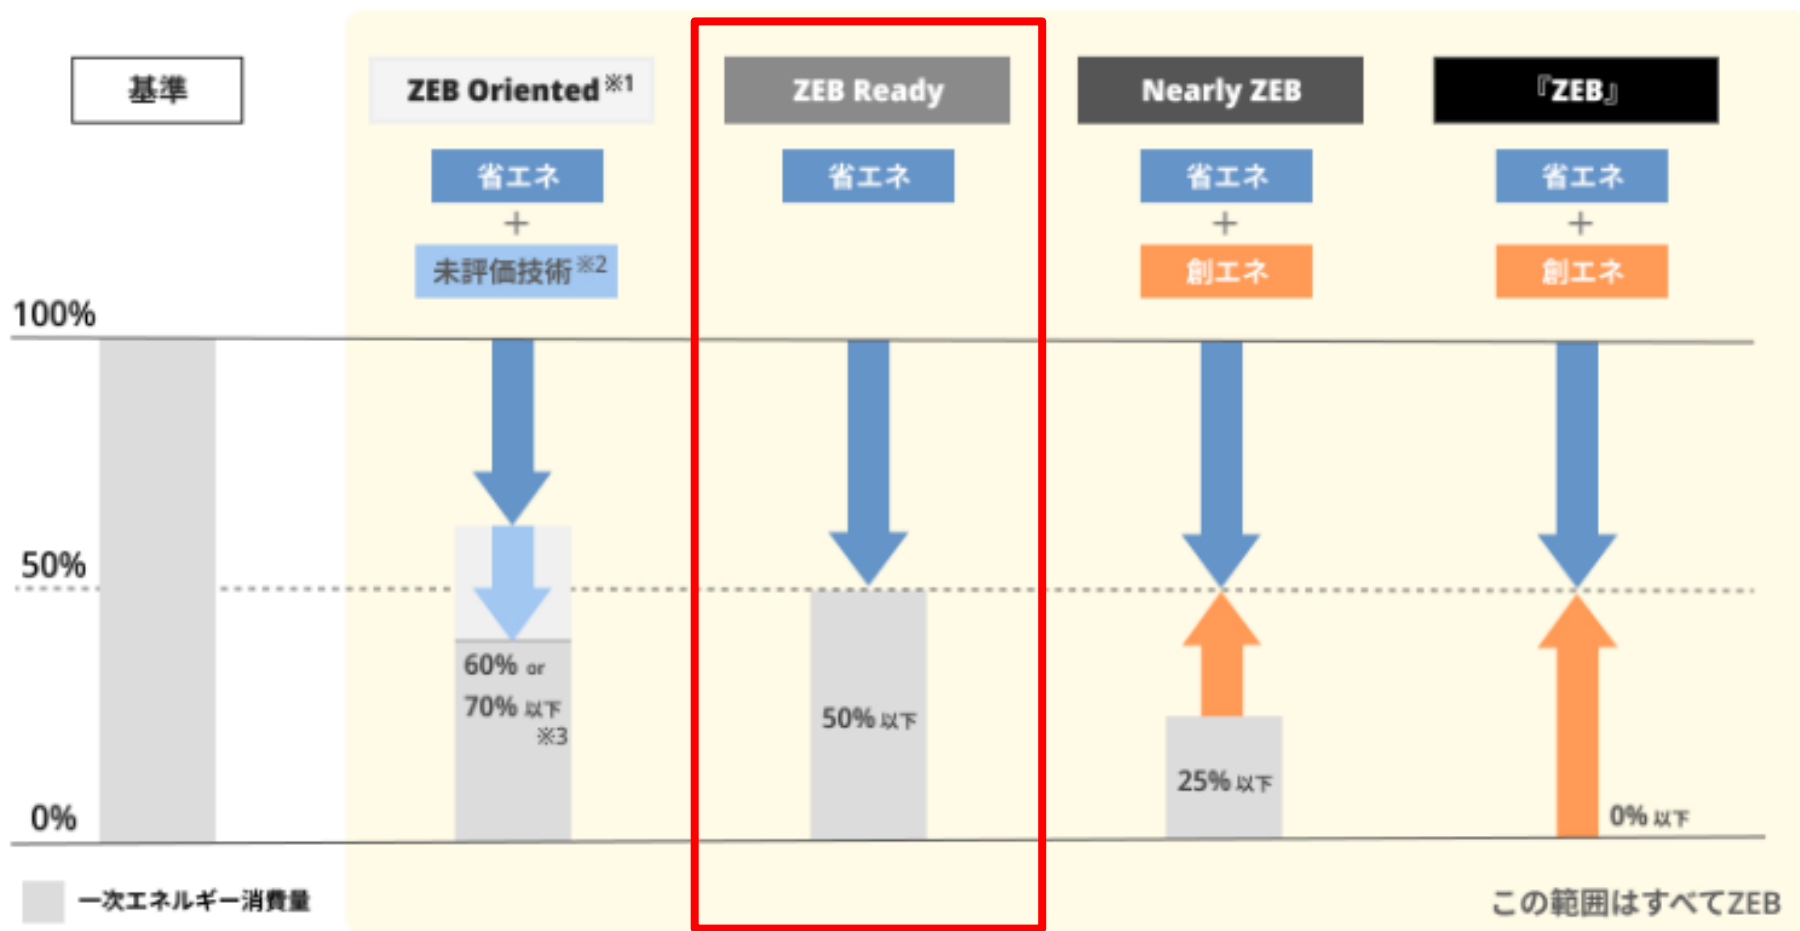 基準
ZEB Oriented※1
ZEB Ready
Nearly ZEB
『ZEB』
省エネ
+
未評価技術※2
省エネ
省エネ
+
創エネ
省エネ
+
創エネ
100%
50%
0%
60% or
70% 以下
※3
50% 以下
25% 以下
0% 以下
一次エネルギー消費量
この範囲はすべてZEB